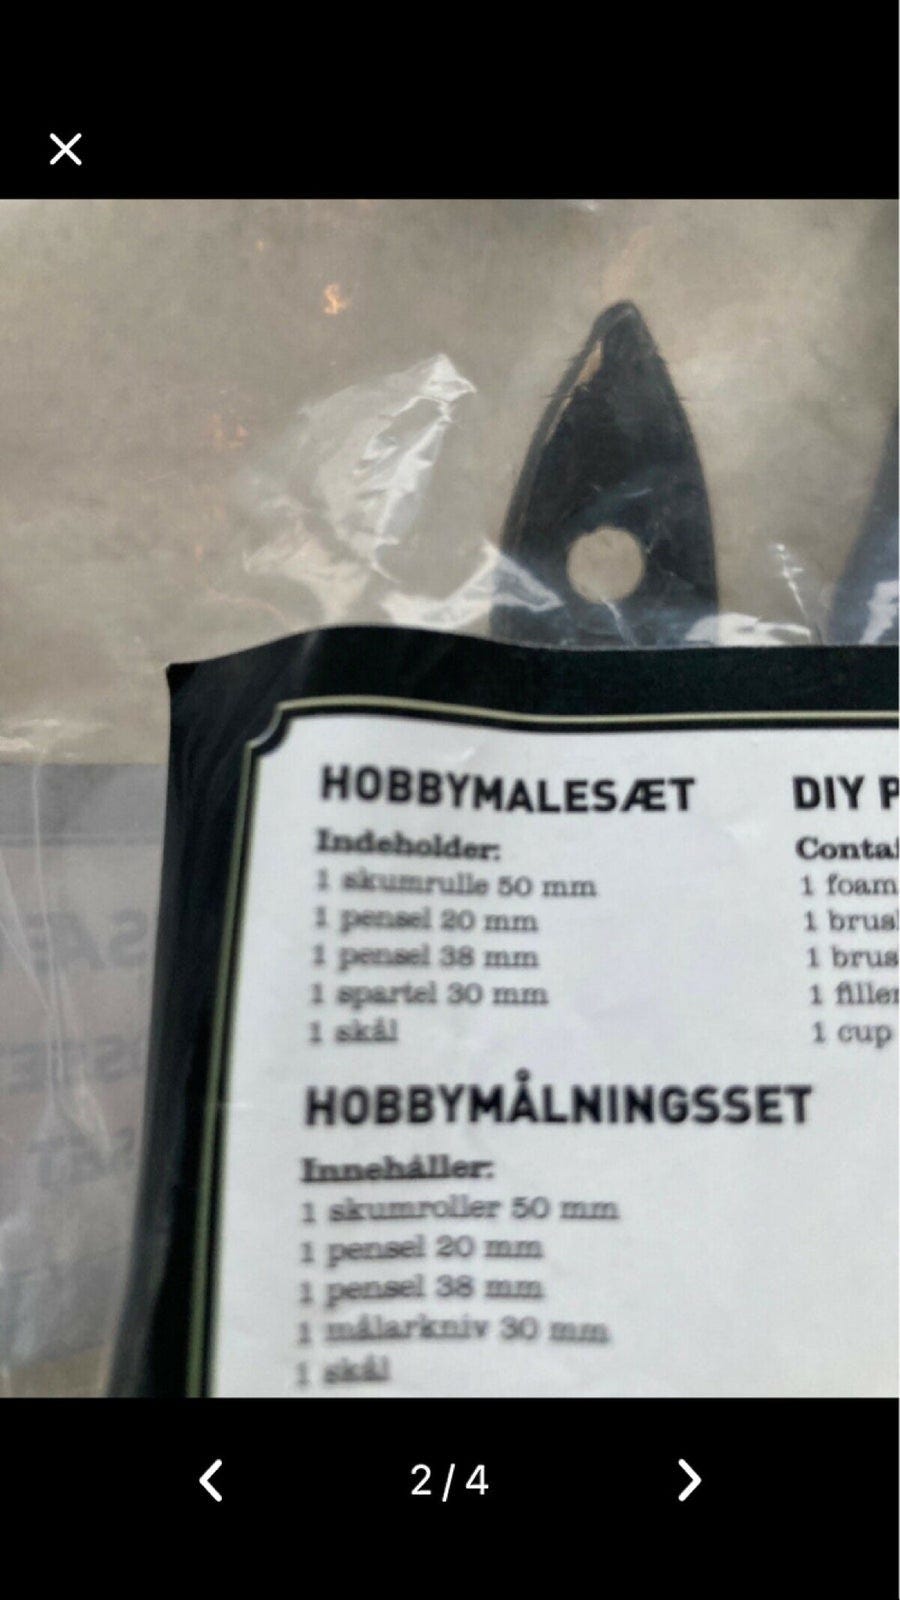 HOBBYMALESÆT
Indeholder:
1 skumrulle 50 mm
1 pensel 20 mm
1 pensel 38 mm
1 spartel 30 mm
1 skål
DIY P
Contai
1 foam
1 brus
1 brus
1 filler
1 cup
HOBBYMÅLNINGSSET
Innehåller:
1 skumroller 50 mm
1 pensel 20 mm
1 pensel 38 mm
1 målarkniv 30 mm
1 skål
2 / 4